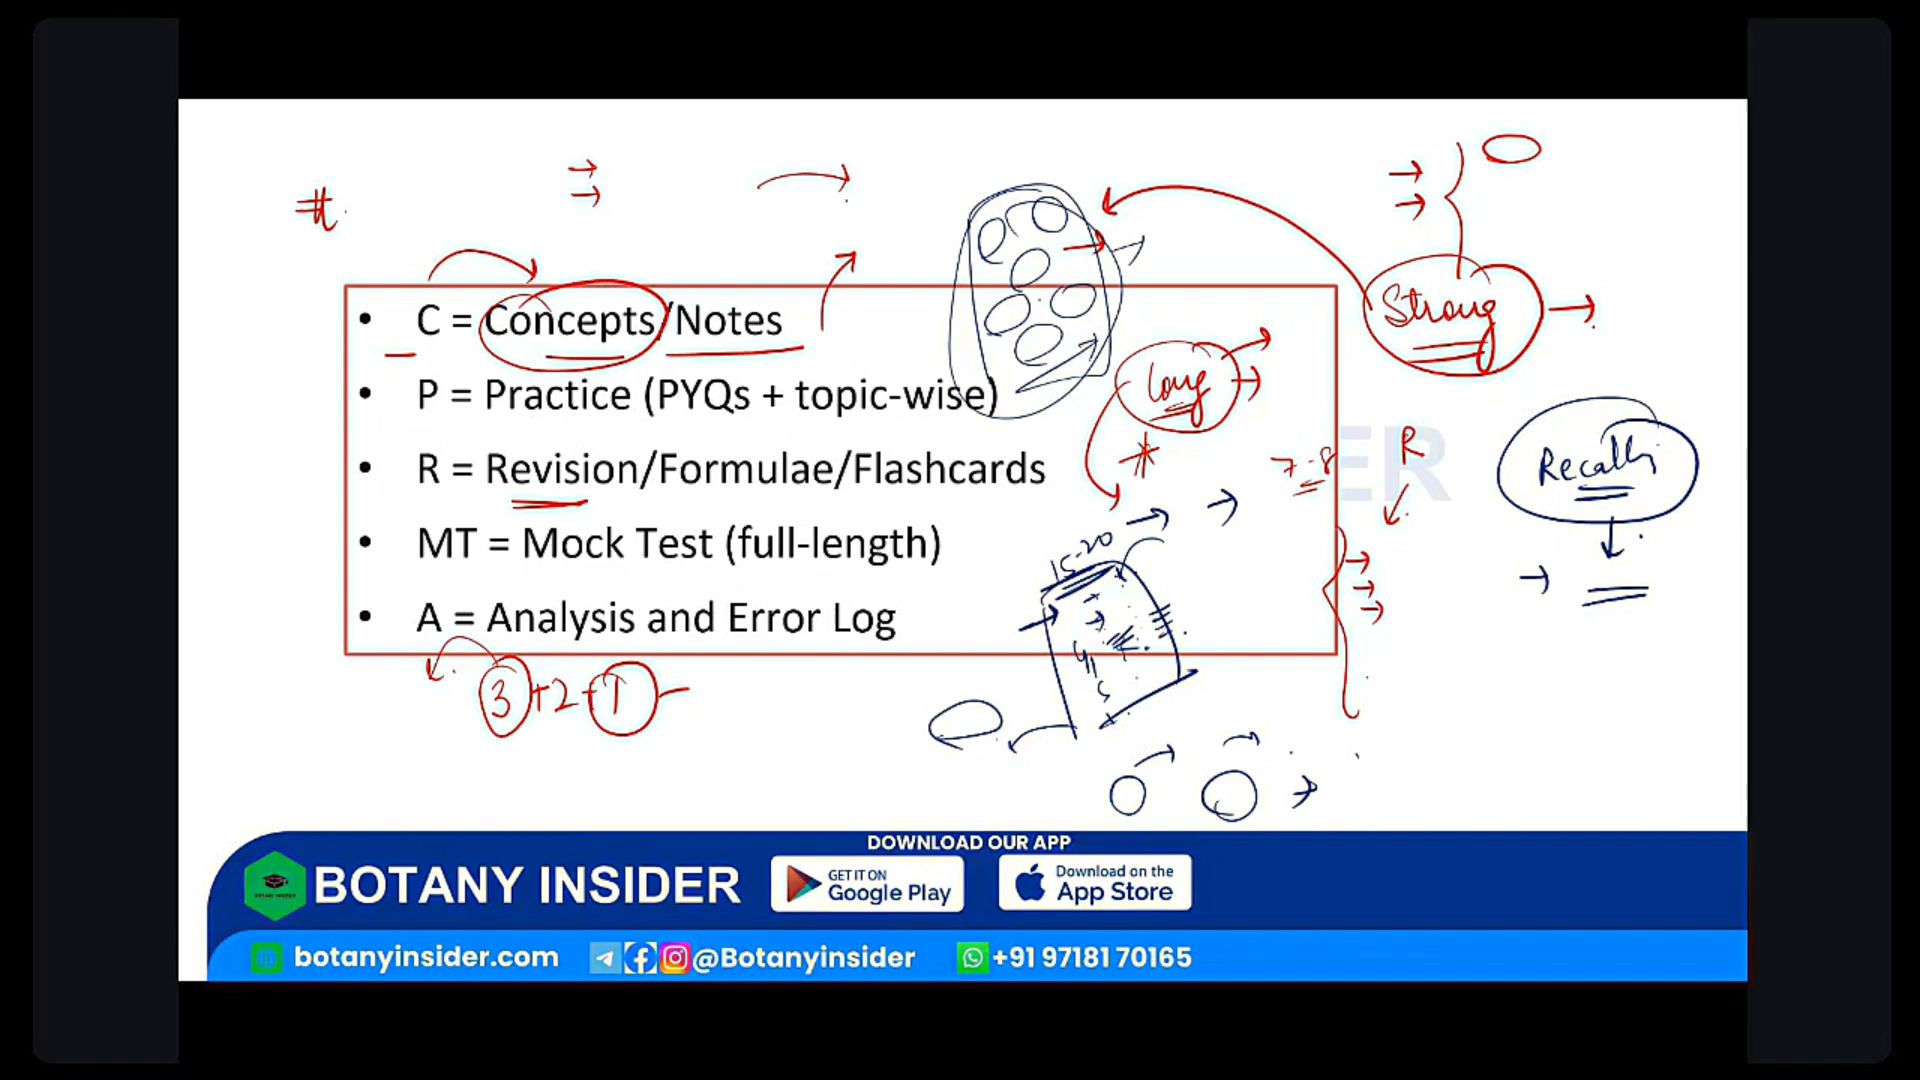 Strong
• C = Concepts/Notes
long
• P = Practice (PYQs + topic-wise)
R
Recall
• R = Revision/Formulae/Flashcards
7-8
ER
• MT = Mock Test (full-length)
15-20
• A = Analysis and Error Log
3+2+1
DOWNLOAD OUR APP
BOTANY INSIDER
GET IT ON
Google Play
Download on the
App Store
botanyinsider.com
@Botanyinsider
+91 97181 70165